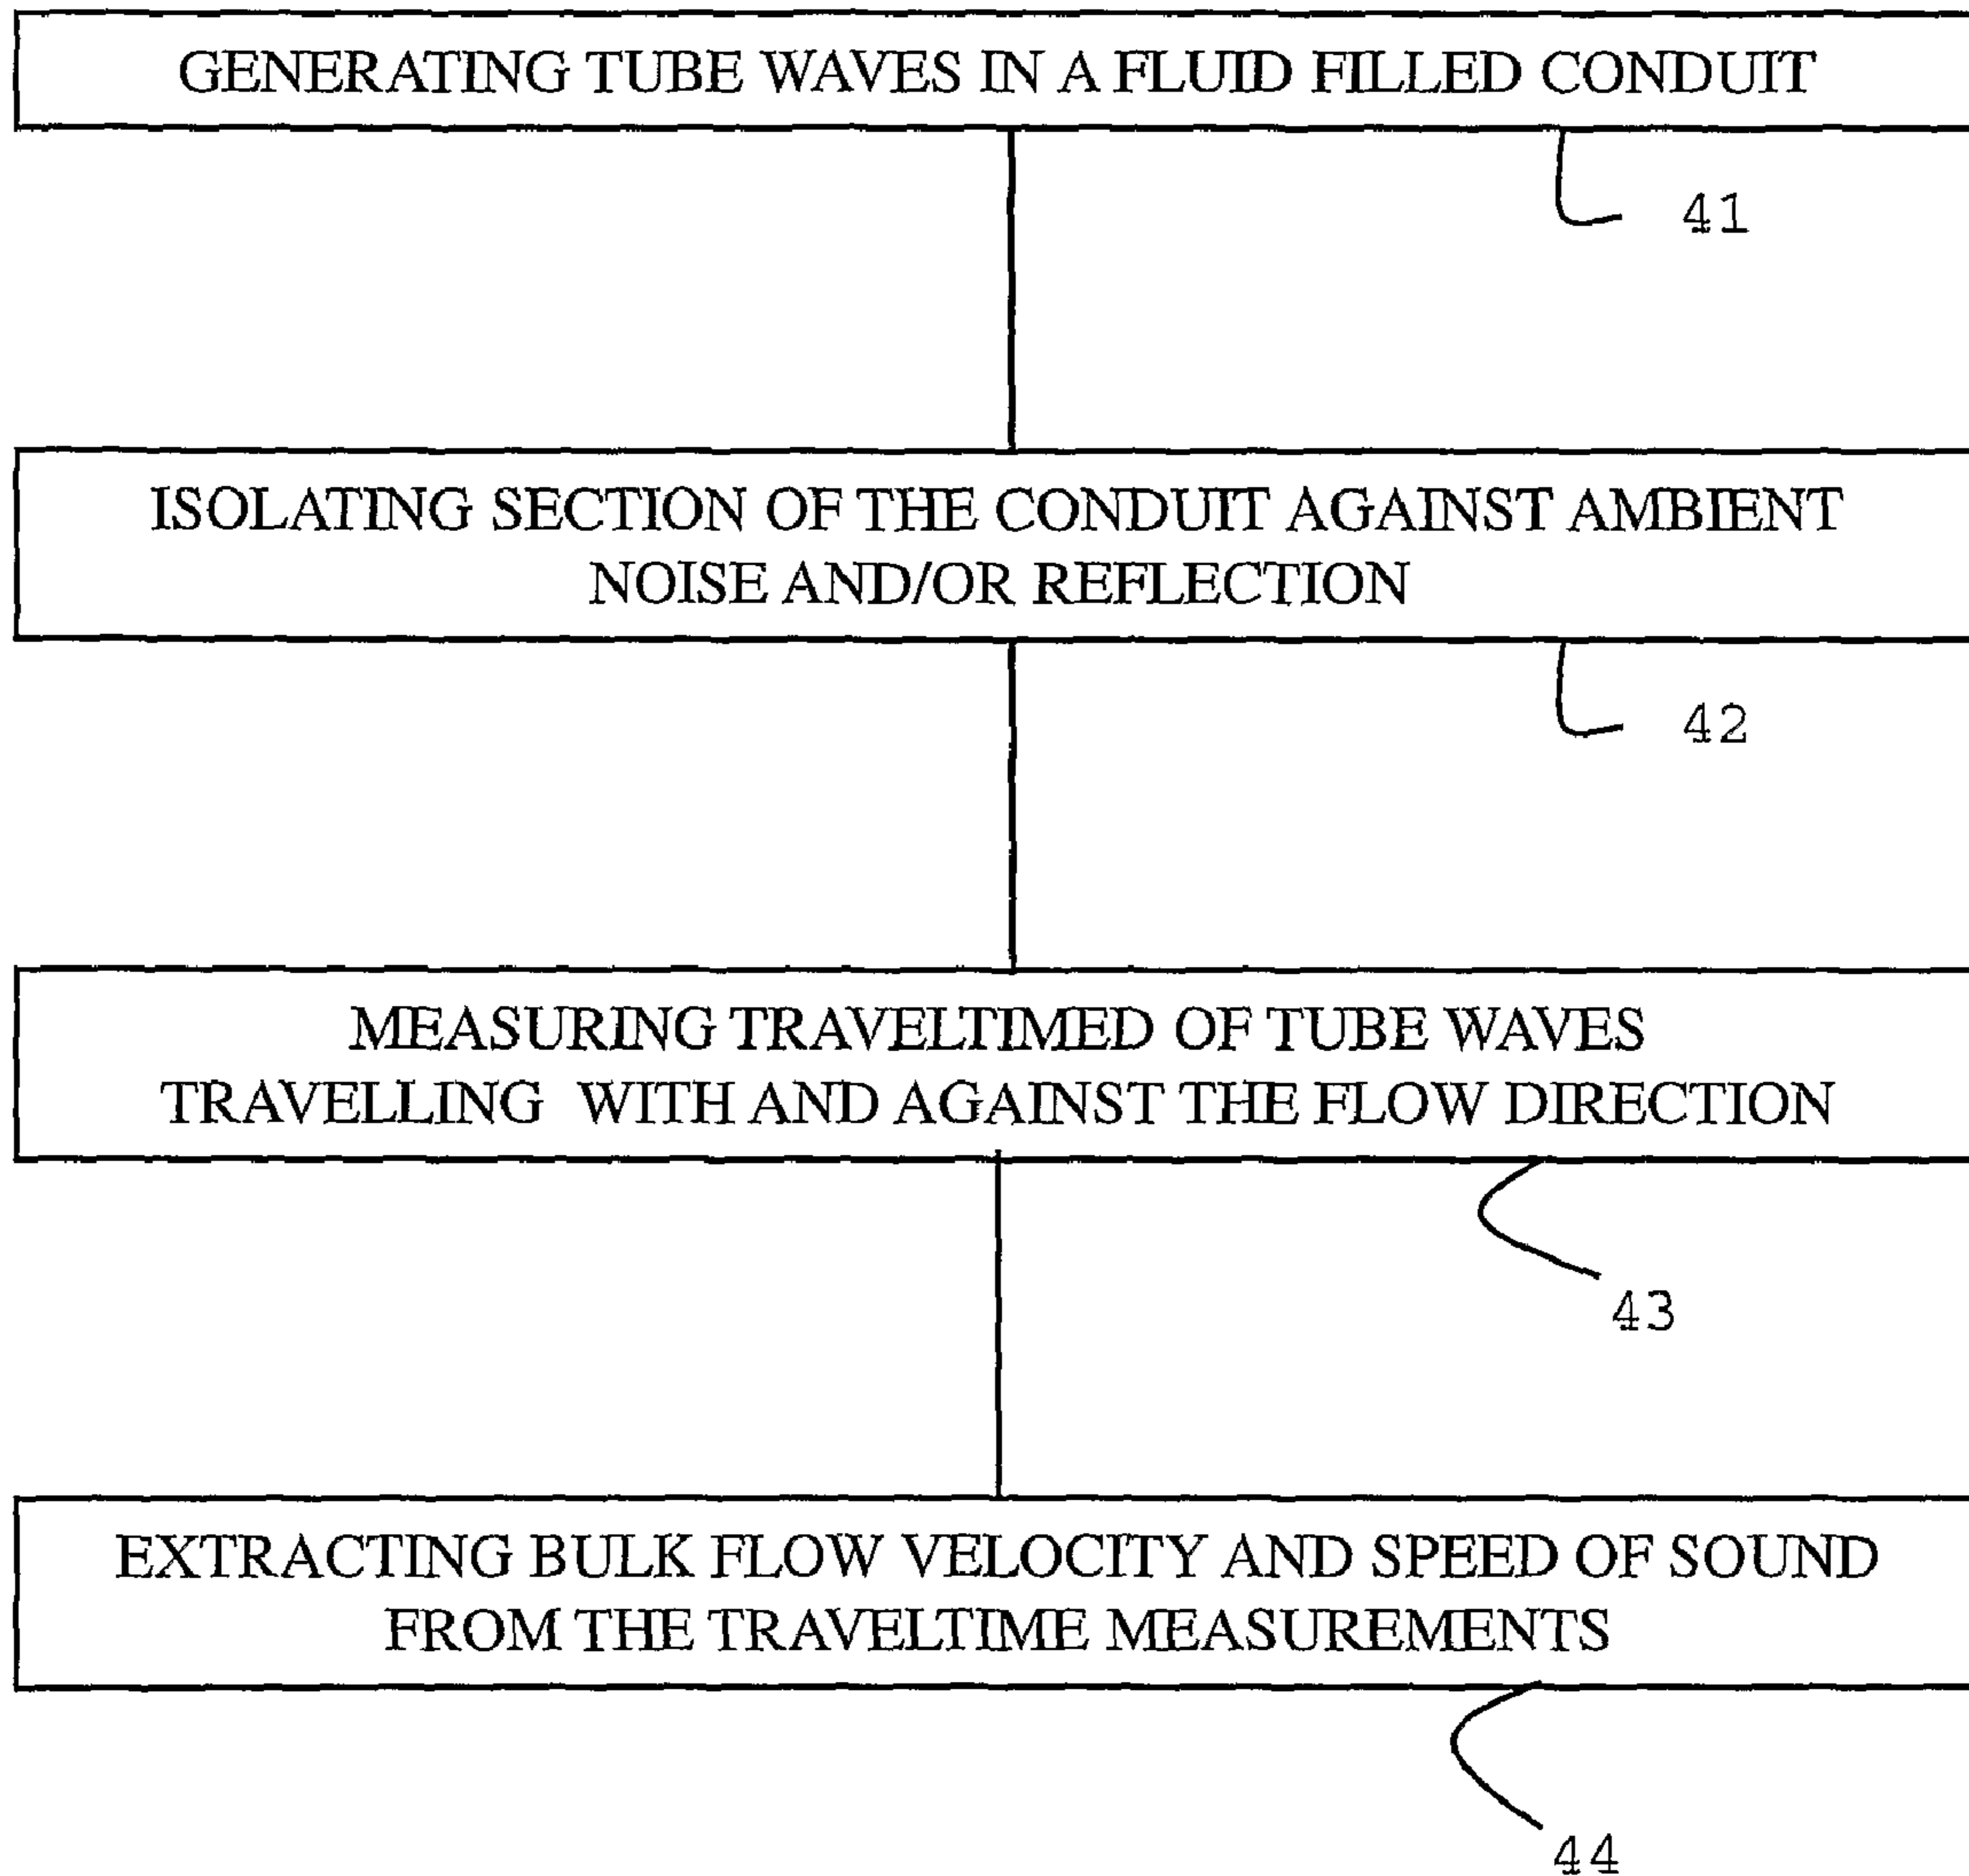 GENERATING TUBE WAVES IN A FLUID FILLED CONDUIT
41
ISOLATING SECTION OF THE CONDUIT AGAINST AMBIENT
NOISE AND/OR REFLECTION
42
MEASURING TRAVELTIMED OF TUBE WAVES
TRAVELLING WITH AND AGAINST THE FLOW DIRECTION
43
EXTRACTING BULK FLOW VELOCITY AND SPEED OF SOUND
FROM THE TRAVELTIME MEASUREMENTS
44